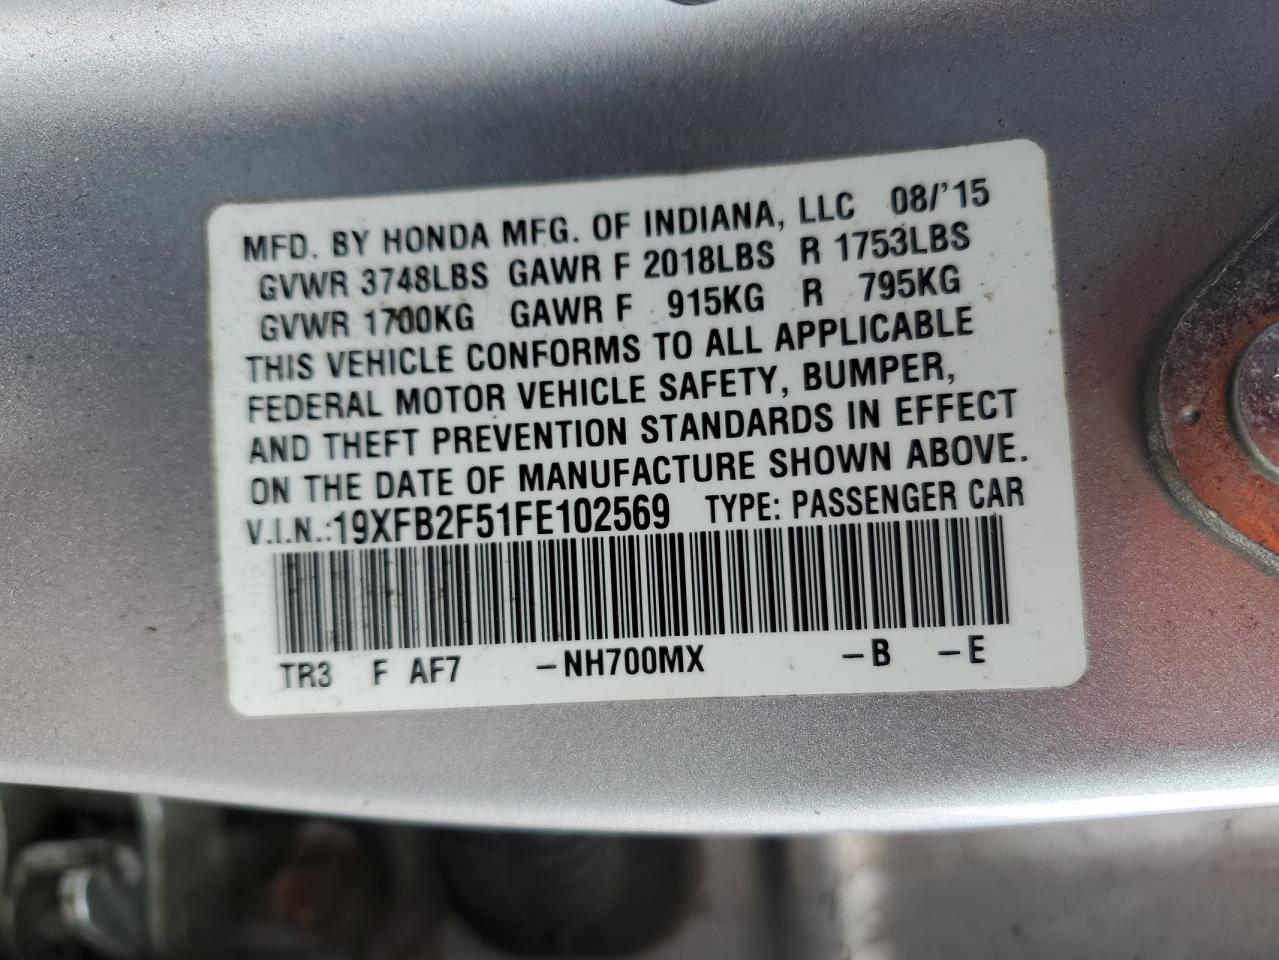 MFD. BY HONDA MFG. OF INDIANA, LLC 08/'15
GVWR 3748LBS GAWR F 2018LBS R 1753LBS
GVWR 1700KG GAWR F 915KG R 795KG
THIS VEHICLE CONFORMS TO ALL APPLICABLE
FEDERAL MOTOR VEHICLE SAFETY, BUMPER,
AND THEFT PREVENTION STANDARDS IN EFFECT
ON THE DATE OF MANUFACTURE SHOWN ABOVE.
V.I.N.:19XFB2F51FE102569 TYPE: PASSENGER CAR
TR3 F AF7 –NH700MX –B –E